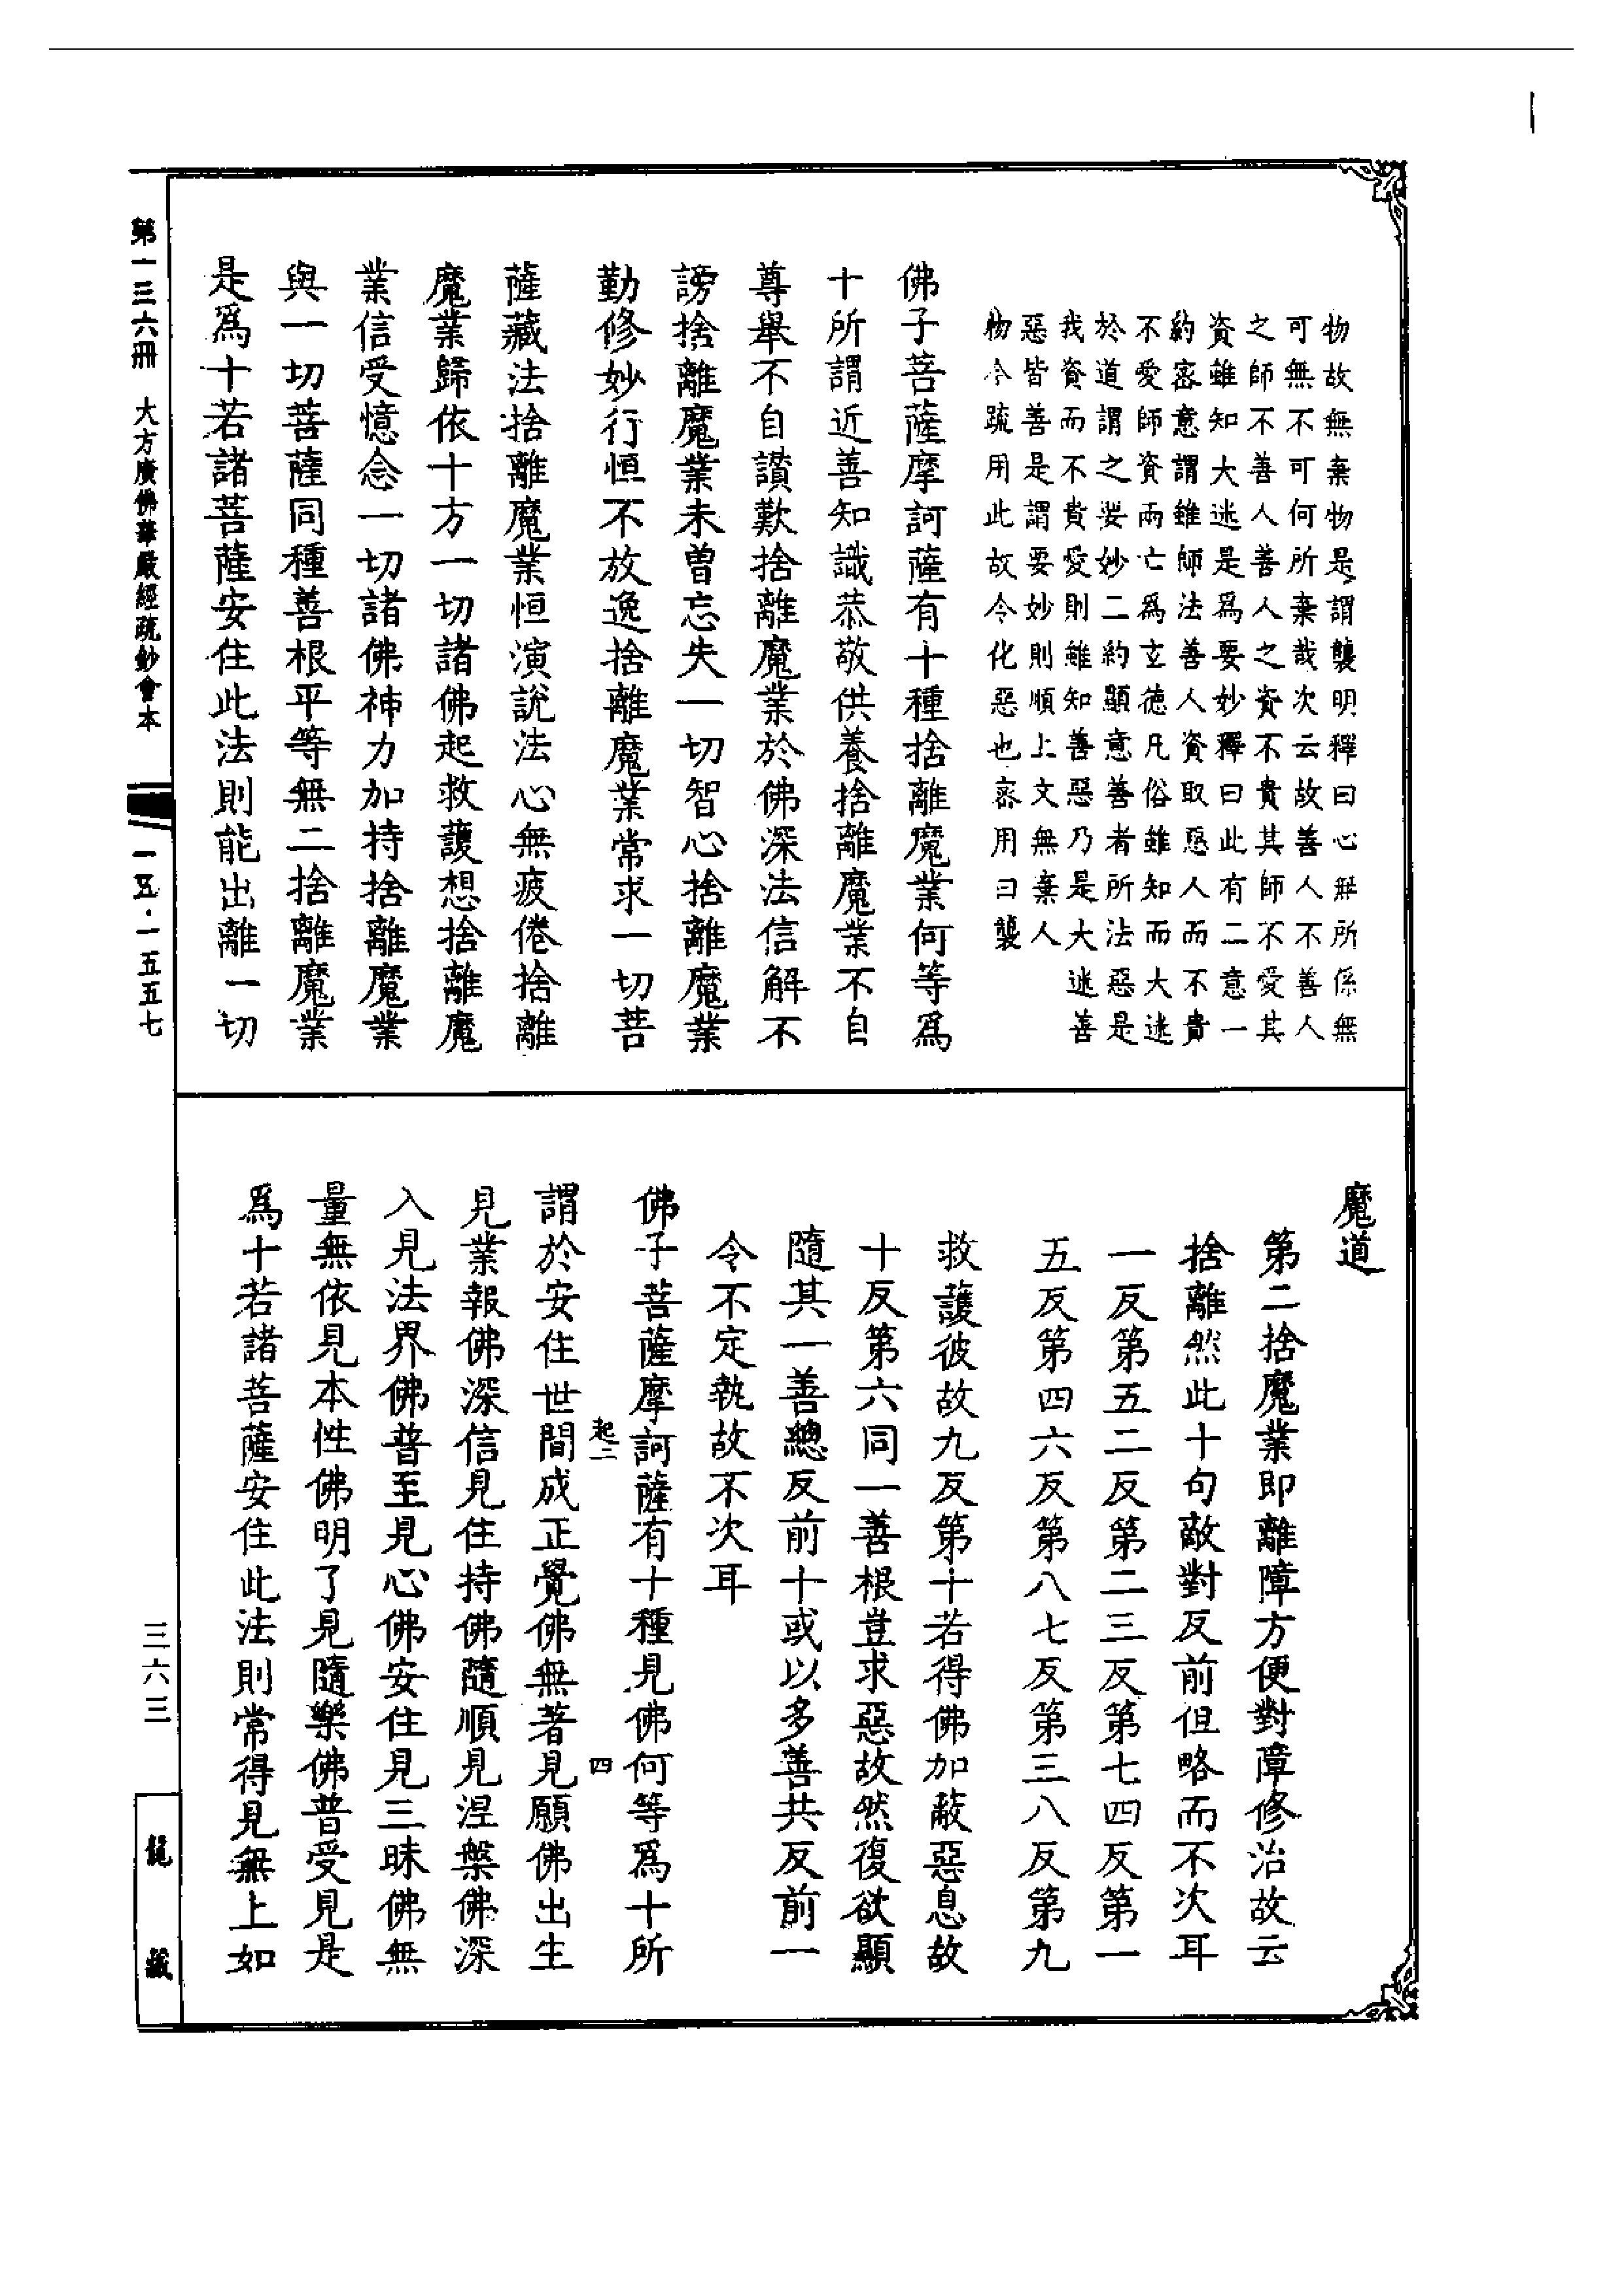 物故無棄物是謂襲明釋曰心無所係無
可無不可何所棄哉次云故善人不善人
之師不善人善人之資不貴其師不愛其
資雖知大迷是為要妙釋曰此有二意一
約密意謂雖師法善人資取惡人而不貴
不愛師資兩亡為玄德凡俗雖知而大迷
於道謂之要妙二約顯意善者所法惡是
我資而不貴愛則雖知善惡乃是大迷善
惡皆善是謂要妙則順上文無棄人
物今疏用此故令化惡也密用曰襲
佛子菩薩摩訶薩有十種捨離魔業何等爲
十所謂近善知識恭敬供養捨離魔業不自
尊舉不自讚歎捨離魔業於佛深法信解不
謗捨離魔業未曾忘失一切智心捨離魔業
勤修妙行恒不放逸捨離魔業常求一切菩
薩藏法捨離魔業恒演說法心無疲倦捨離
魔業歸依十方一切諸佛起救護想捨離魔
業信受憶念一切諸佛神力加持捨離魔業
與一切菩薩同種善根平等無二捨離魔業
是爲十若諸菩薩安住此法則能出離一切
魔道
第二捨魔業即離障方便對障修治故云
捨離然此十句敵對反前但略而不次耳
一反第五二反第二三反第七四反第一
五反第四六反第八七反第三八反第九
救護彼故九反第十若得佛加蔽惡息故
十反第六同一善根豈求惡故然復欲顯
隨其一善總反前十或以多善共反前一
令不定執故不次耳
佛子菩薩摩訶薩有十種見佛何等爲十所
起二 四
謂於安住世間成正覺佛無著見願佛出生
見業報佛深信見住持佛隨順見涅槃佛深
入見法界佛普至見心佛安住見三昧佛無
量無依見本性佛明了見隨樂佛普受見是
爲十若諸菩薩安住此法則常得見無上如
第一三六冊 大方廣佛華嚴經疏鈔會本 一五·一五五七
三六三
龍藏